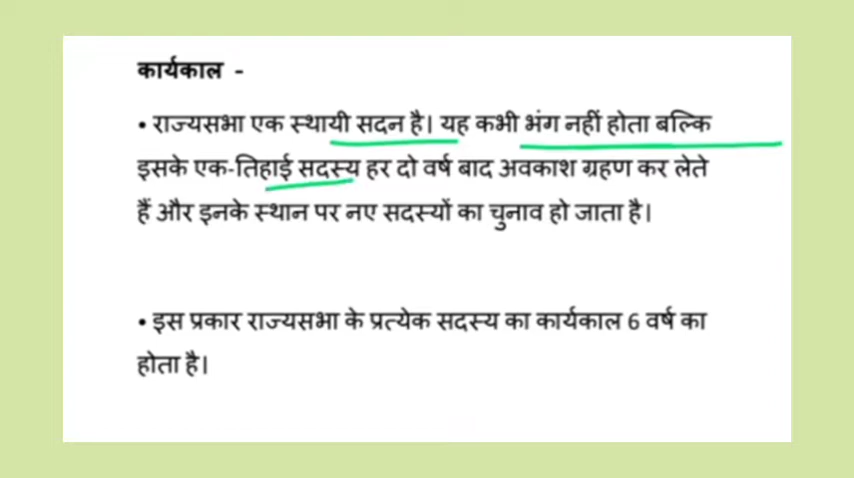 कार्यकाल -
• राज्यसभा एक स्थायी सदन है। यह कभी भंग नहीं होता बल्कि
इसके एक-तिहाई सदस्य हर दो वर्ष बाद अवकाश ग्रहण कर लेते
हैं और इनके स्थान पर नए सदस्यों का चुनाव हो जाता है।
• इस प्रकार राज्यसभा के प्रत्येक सदस्य का कार्यकाल 6 वर्ष का
होता है।